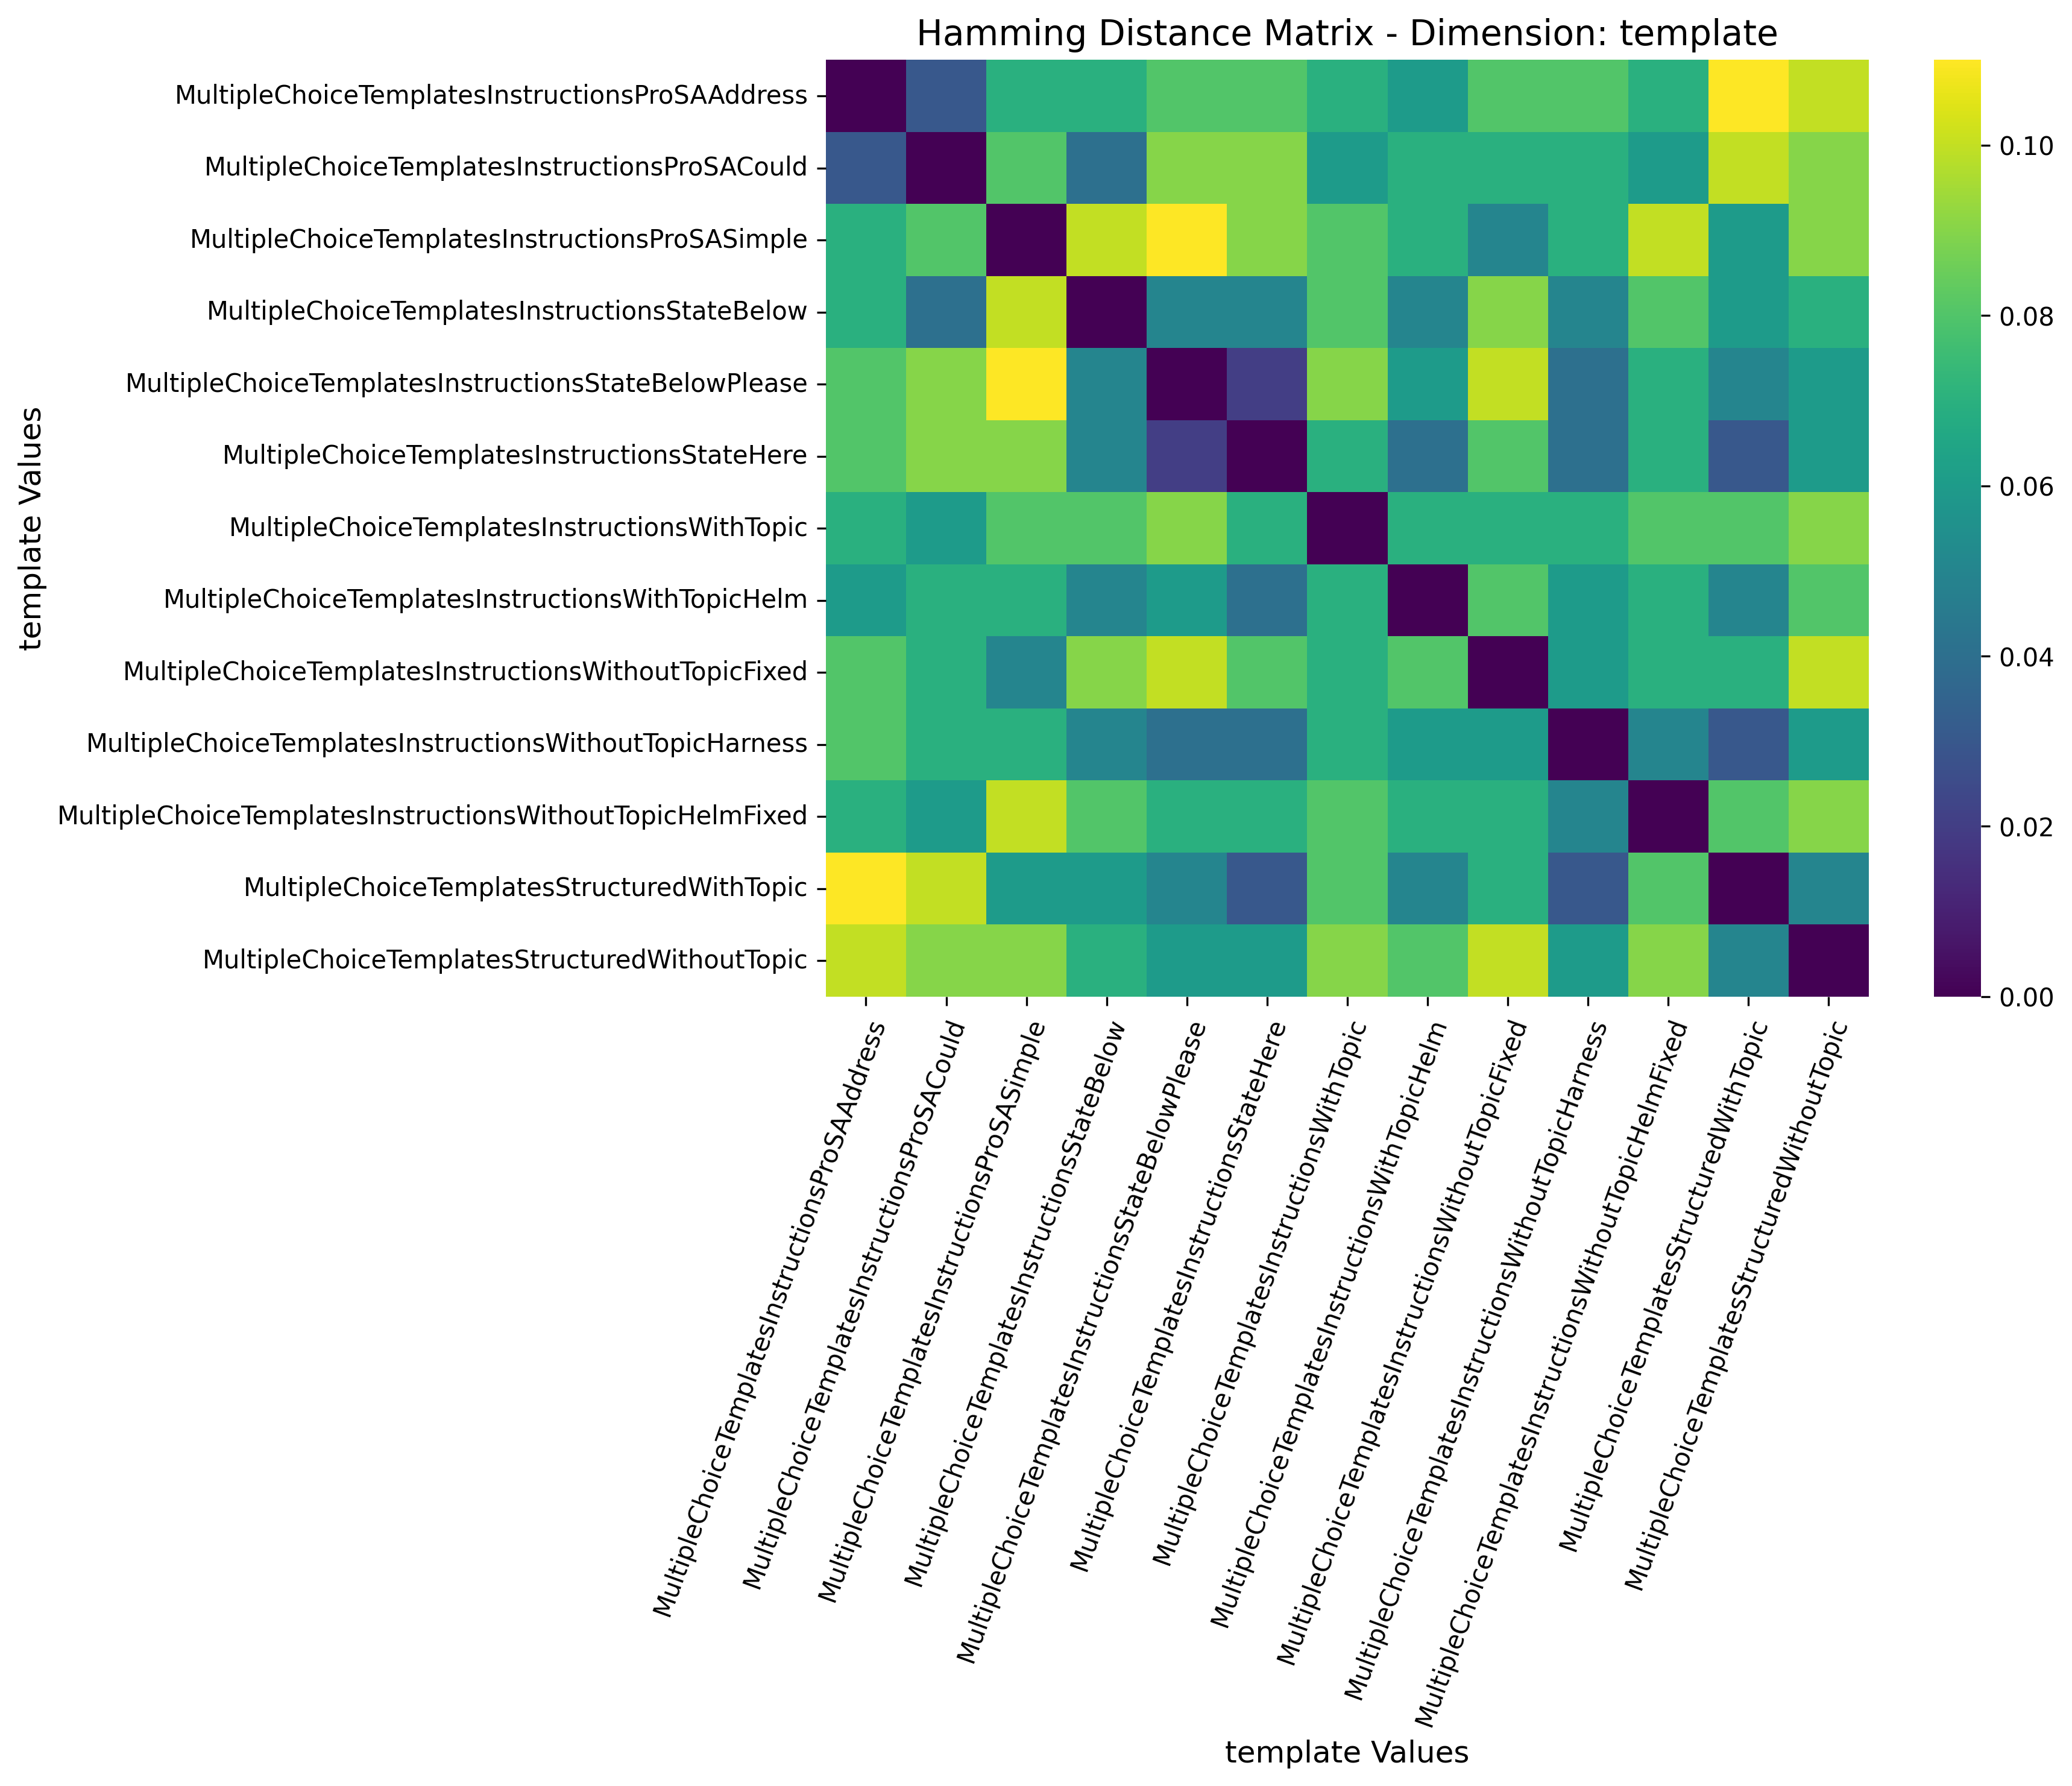 Hamming Distance Matrix - Dimension: template
template Values
MultipleChoiceTemplatesInstructionsProSAAddress
MultipleChoiceTemplatesInstructionsProSACould
MultipleChoiceTemplatesInstructionsProSASimple
MultipleChoiceTemplatesInstructionsStateBelow
MultipleChoiceTemplatesInstructionsStateBelowPlease
MultipleChoiceTemplatesInstructionsStateHere
MultipleChoiceTemplatesInstructionsWithTopic
MultipleChoiceTemplatesInstructionsWithTopicHelm
MultipleChoiceTemplatesInstructionsWithoutTopicFixed
MultipleChoiceTemplatesInstructionsWithoutTopicHarness
MultipleChoiceTemplatesInstructionsWithoutTopicHelmFixed
MultipleChoiceTemplatesStructuredWithTopic
MultipleChoiceTemplatesStructuredWithoutTopic
0.10
0.08
0.06
0.04
0.02
0.00
MultipleChoiceTemplatesInstructionsProSAAddress
MultipleChoiceTemplatesInstructionsProSACould
MultipleChoiceTemplatesInstructionsProSASimple
MultipleChoiceTemplatesInstructionsStateBelow
MultipleChoiceTemplatesInstructionsStateBelowPlease
MultipleChoiceTemplatesInstructionsStateHere
MultipleChoiceTemplatesInstructionsWithTopic
MultipleChoiceTemplatesInstructionsWithTopicHelm
MultipleChoiceTemplatesInstructionsWithoutTopicFixed
MultipleChoiceTemplatesInstructionsWithoutTopicHarness
MultipleChoiceTemplatesInstructionsWithoutTopicHelmFixed
MultipleChoiceTemplatesStructuredWithTopic
MultipleChoiceTemplatesStructuredWithoutTopic
template Values